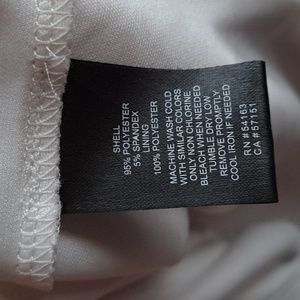 SHELL
95% POLYESTER
5% SPANDEX
LINING
100% POLYESTER
MACHINE WASH COLD
WITH SIMILAR COLORS
ONLY NON CHLORINE
BLEACH WHEN NEEDED
TUMBLE DRY LOW
REMOVE PROMPTLY
COOL IRON IF NEEDED
RN #54163
CA #57151